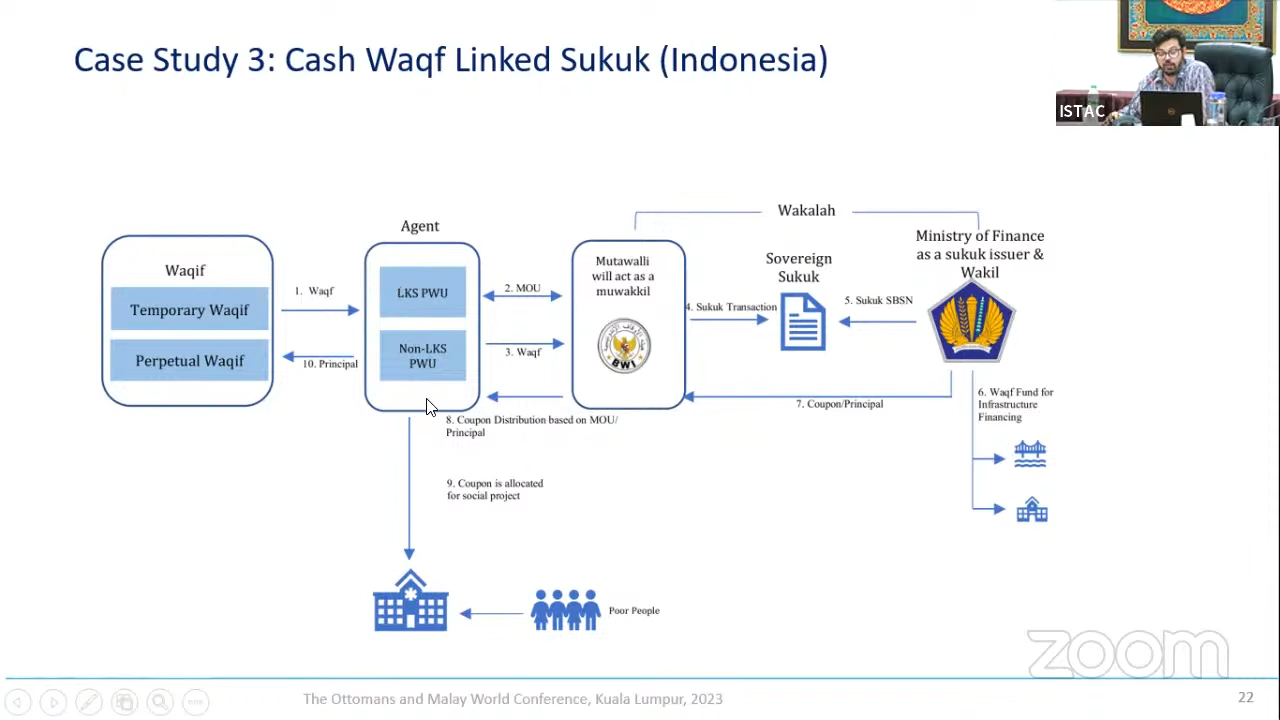 Case Study 3: Cash Waqf Linked Sukuk (Indonesia)
ISTAC
Wakalah
Agent
Ministry of Finance
as a sukuk issuer &
Wakil
Waqif
Temporary Waqif
Perpetual Waqif
1. Waqf
10. Principal
LKS PWU
Non-LKS
PWU
2. MOU
3. Waqf
Mutawalli
will act as a
muwakkil
BWI
Sovereign
Sukuk
4. Sukuk Transaction
5. Sukuk SBSN
6. Waqf Fund for
Infrastructure
Financing
7. Coupon/Principal
8. Coupon Distribution based on MOU/
Principal
9. Coupon is allocated
for social project
Poor People
zoom
The Ottomans and Malay World Conference, Kuala Lumpur, 2023
22